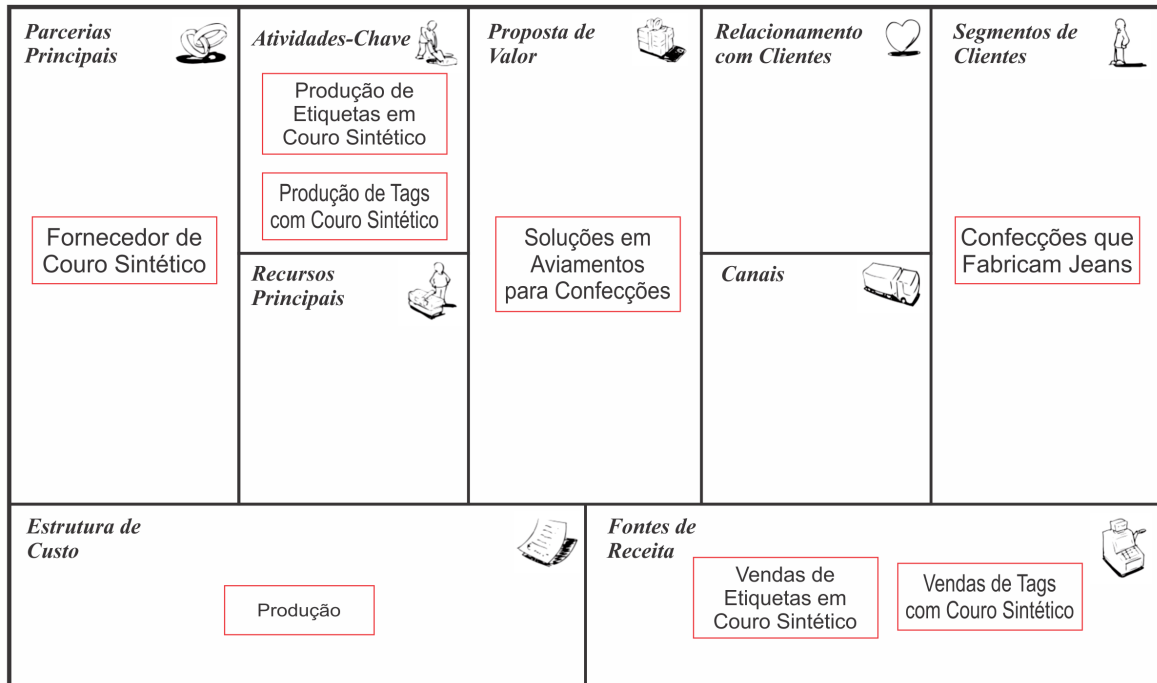 Parcerias
Principais
Fornecedor de
Couro Sintético
Atividades-Chave
Produção de
Etiquetas em
Couro Sintético
Produção de Tags
com Couro Sintético
Recursos
Principais
Proposta de
Valor
Soluções em
Aviamentos
para Confecções
Relacionamento
com Clientes
Canais
Segmentos de
Clientes
Confecções que
Fabricam Jeans
Estrutura de
Custo
Produção
Fontes de
Receita
Vendas de
Etiquetas em
Couro Sintético
Vendas de Tags
com Couro Sintético